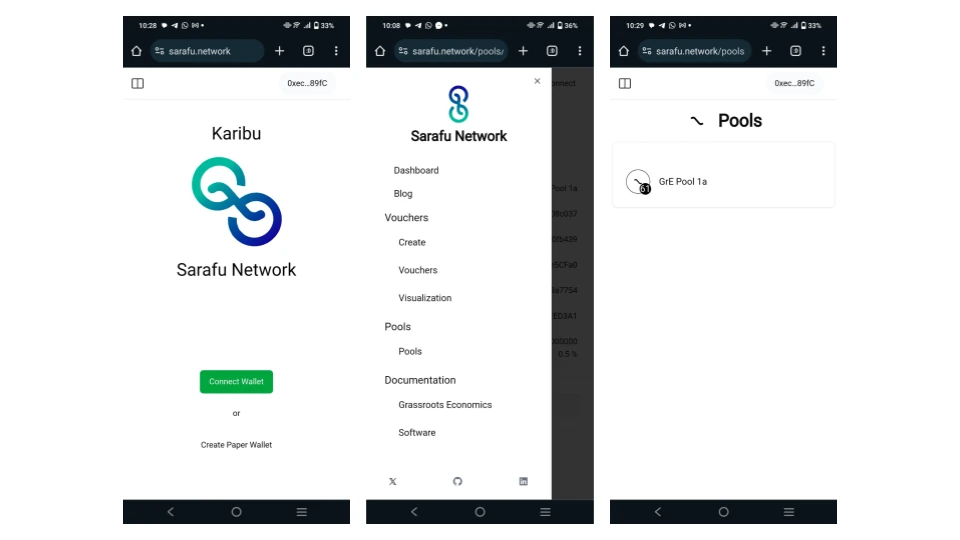 10:28
33%
sarafu.network
:D
0xec...89fC
Karibu
Sarafu Network
Connect Wallet
or
Create Paper Wallet
10:08
36%
sarafu.network/pools/
:D
onnect
Sarafu Network
Dashboard
Blog
Vouchers
Create
Vouchers
Visualization
Pools
Pools
Documentation
Grassroots Economics
Software
Pool 1a
0fb439
5CFa0
a7754
ED3A1
0.5 %
10:29
33%
sarafu.network/pools
:D
0xec...89fC
Pools
61
GrE Pool 1a